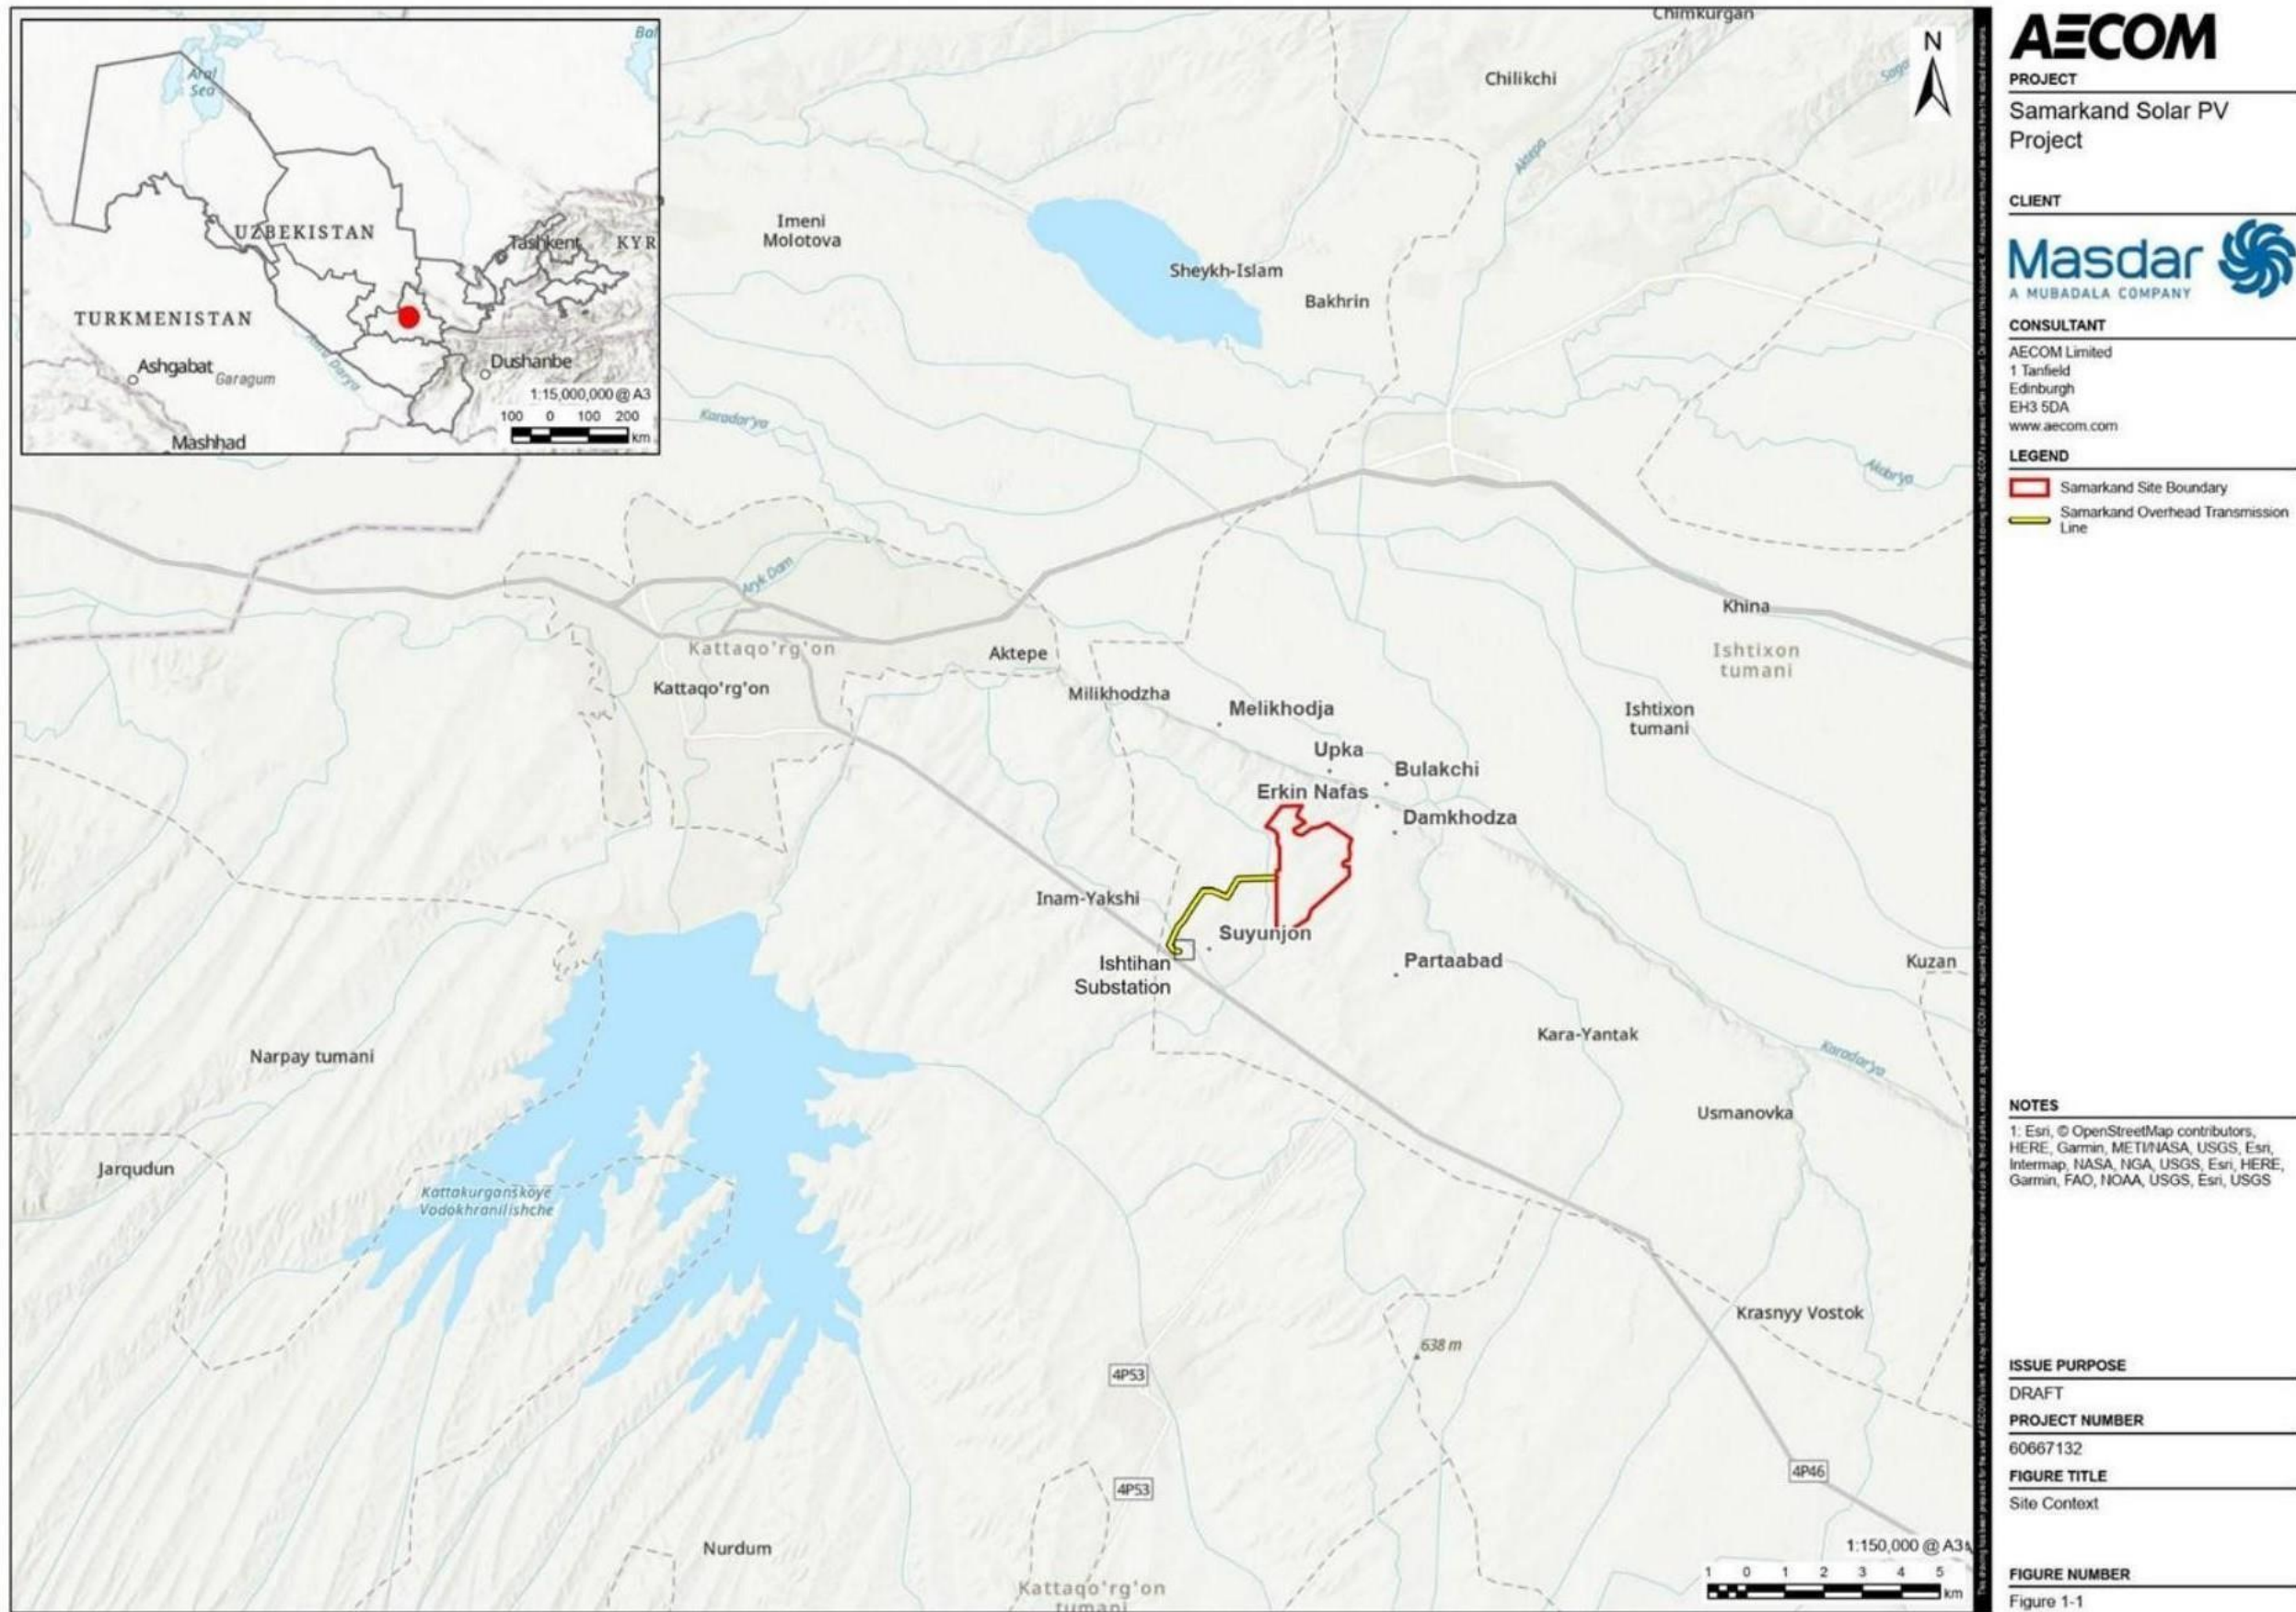 Aral
Sea
UZBEKISTAN
Tashkent
KYR
TURKMENISTAN
Ashgabat
Garagum
Amu Darya
Dushanbe
Mashhad
1:15,000,000 @ A3
100 0 100 200
km
Bal
Chimkurgan
Chilikchi
N
Aktepa
Imeni
Molotova
Sheykh-Islam
Bakhrin
Karadar'ya
Akdar'ya
Aryk Dam
Khina
Ishtixon
tumani
Kattaqo'rg'on
Kattaqo'rg'on
Aktepe
Milikhodzha
Melikhodja
Ishtixon
tumani
Upka
Bulakchi
Erkin Nafas
Damkhodza
Inam-Yakshi
Suyunjon
Ishtihan
Substation
Partaabad
Kuzan
Kara-Yantak
Karadar'ya
Narpay tumani
Usmanovka
Jarqudun
Kattakurganskoye
Vodokhranilishche
Krasnyy Vostok
638 m
4P53
4P53
4P46
Nurdum
Kattaqo'rg'on
tumani
1:150,000 @ A3
1 0 1 2 3 4 5
km
AECOM
PROJECT
Samarkand Solar PV
Project
CLIENT
Masdar
A MUBADALA COMPANY
CONSULTANT
AECOM Limited
1 Tanfield
Edinburgh
EH3 5DA
www.aecom.com
LEGEND
Samarkand Site Boundary
Samarkand Overhead Transmission
Line
NOTES
1: Esri, © OpenStreetMap contributors,
HERE, Garmin, METI/NASA, USGS, Esri,
Intermap, NASA, NGA, USGS, Esri, HERE,
Garmin, FAO, NOAA, USGS, Esri, USGS
ISSUE PURPOSE
DRAFT
PROJECT NUMBER
60667132
FIGURE TITLE
Site Context
FIGURE NUMBER
Figure 1-1